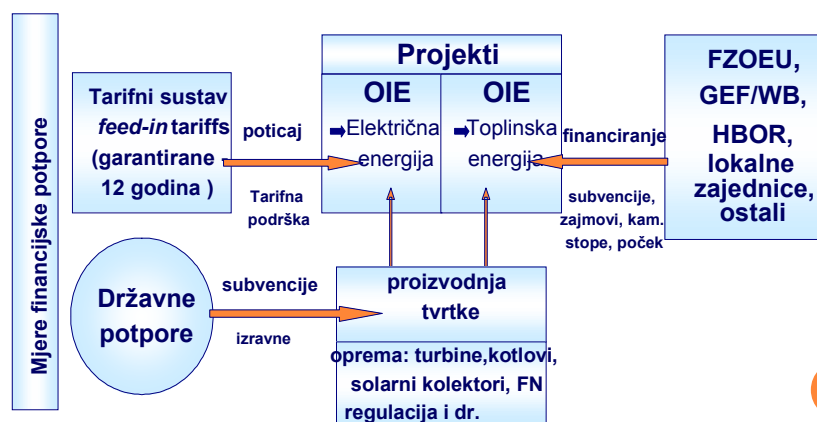 Mjere financijske potpore
Tarifni sustav
feed-in tariffs
(garantirane -
12 godina )
poticaj
Tarifna
podrška
Projekti
OIE
➡Električna
energija
OIE
➡Toplinska
energija
financiranje
subvencije,
zajmovi, kam.
stope, poček
FZOEU,
GEF/WB,
HBOR,
lokalne
zajednice,
ostali
Državne
potpore
subvencije
izravne
proizvodnja
tvrtke
oprema: turbine,kotlovi,
solarni kolektori, FN
regulacija i dr.